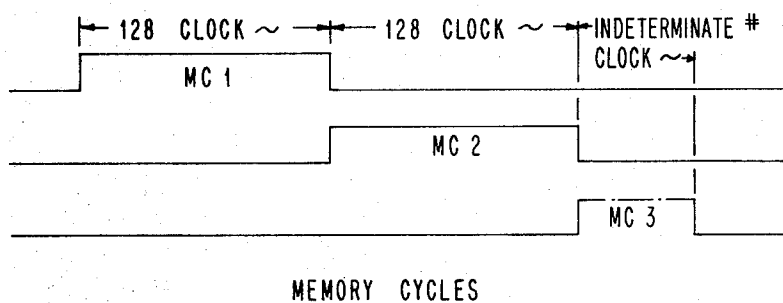 128 CLOCK ~ 128 CLOCK ~ INDETERMINATE #
CLOCK ~
MC 1
MC 2
MC 3
MEMORY CYCLES